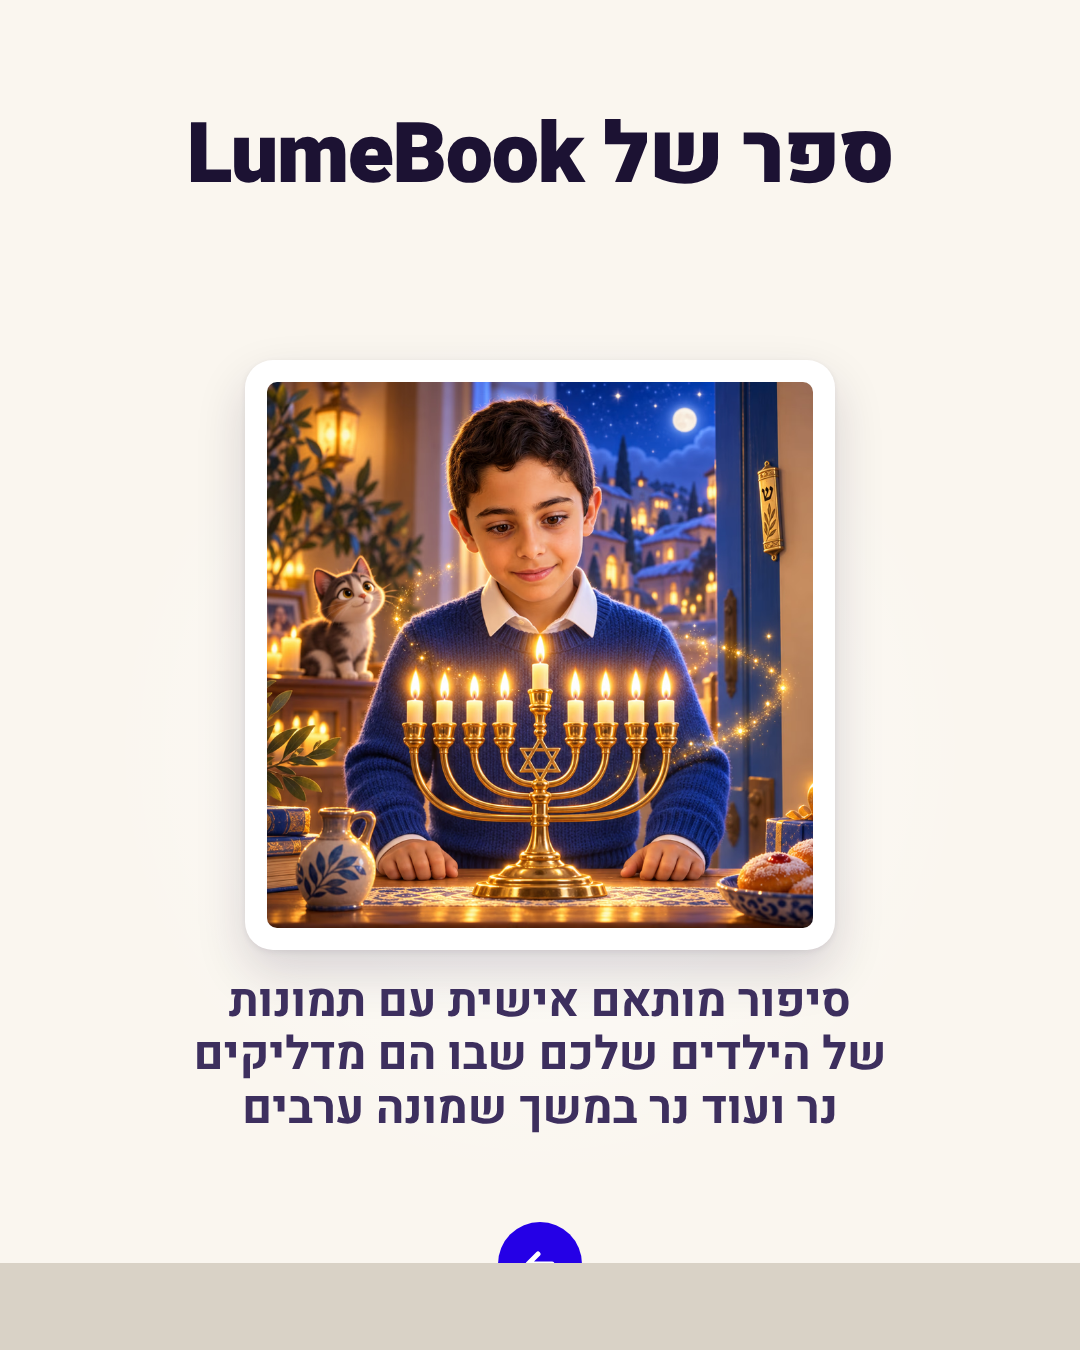 ספר של LumeBook
ש
סיפור מותאם אישית עם תמונות
של הילדים שלכם שבו הם מדליקים
נר ועוד נר במשך שמונה ערבים